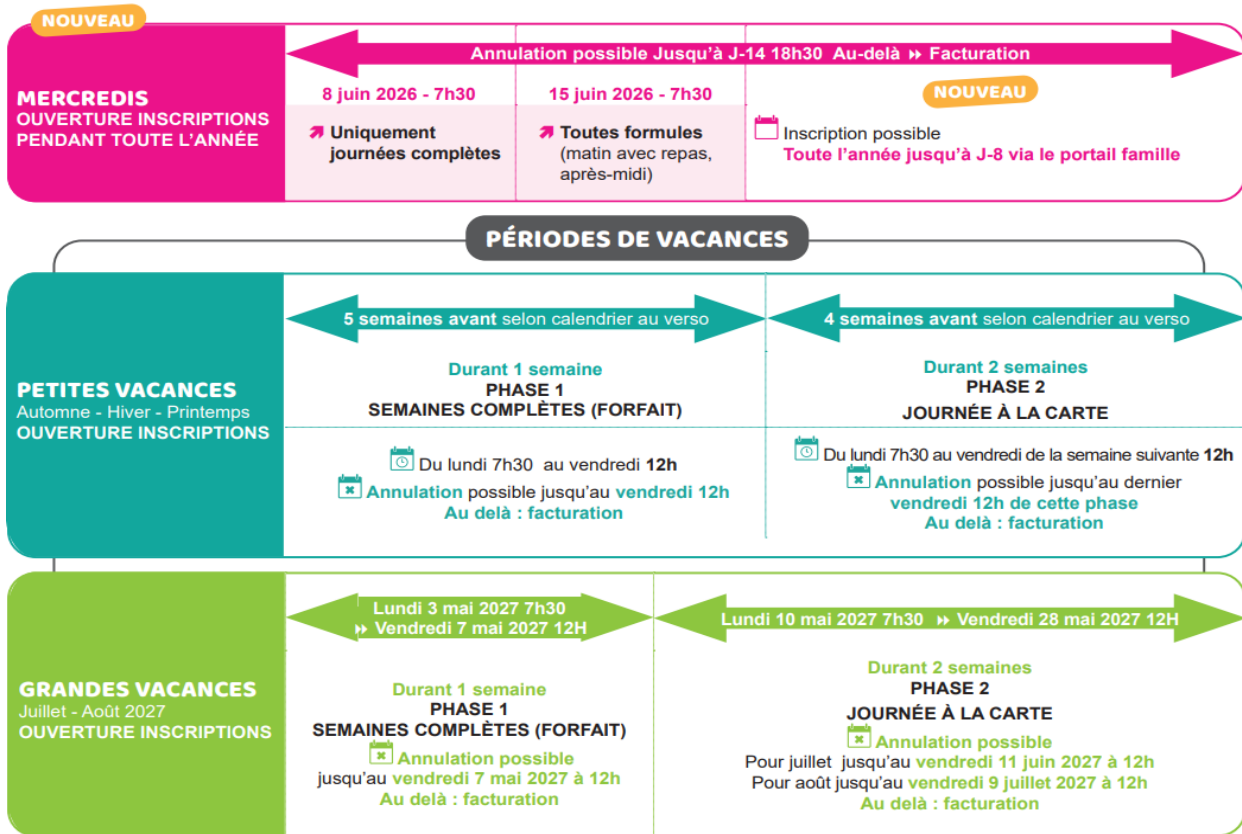 NOUVEAU
MERCREDIS
OUVERTURE INSCRIPTIONS
PENDANT TOUTE L'ANNÉE
Annulation possible Jusqu'à J-14 18h30 Au-delà » Facturation
8 juin 2026 - 7h30
Uniquement
journées complètes
15 juin 2026 - 7h30
Toutes formules
(matin avec repas,
après-midi)
NOUVEAU
Inscription possible
Toute l'année jusqu'à J-8 via le portail famille
PÉRIODES DE VACANCES
PETITES VACANCES
Automne - Hiver - Printemps
OUVERTURE INSCRIPTIONS
5 semaines avant selon calendrier au verso
Durant 1 semaine
PHASE 1
SEMAINES COMPLÈTES (FORFAIT)
Du lundi 7h30 au vendredi 12h
Annulation possible jusqu'au vendredi 12h
Au delà : facturation
4 semaines avant selon calendrier au verso
Durant 2 semaines
PHASE 2
JOURNÉE À LA CARTE
Du lundi 7h30 au vendredi de la semaine suivante 12h
Annulation possible jusqu'au dernier
vendredi 12h de cette phase
Au delà : facturation
GRANDES VACANCES
Juillet - Août 2027
OUVERTURE INSCRIPTIONS
Lundi 3 mai 2027 7h30
» Vendredi 7 mai 2027 12H
Durant 1 semaine
PHASE 1
SEMAINES COMPLÈTES (FORFAIT)
Annulation possible
jusqu'au vendredi 7 mai 2027 à 12h
Au delà : facturation
Lundi 10 mai 2027 7h30 » Vendredi 28 mai 2027 12H
Durant 2 semaines
PHASE 2
JOURNÉE À LA CARTE
Annulation possible
Pour juillet jusqu'au vendredi 11 juin 2027 à 12h
Pour août jusqu'au vendredi 9 juillet 2027 à 12h
Au delà : facturation